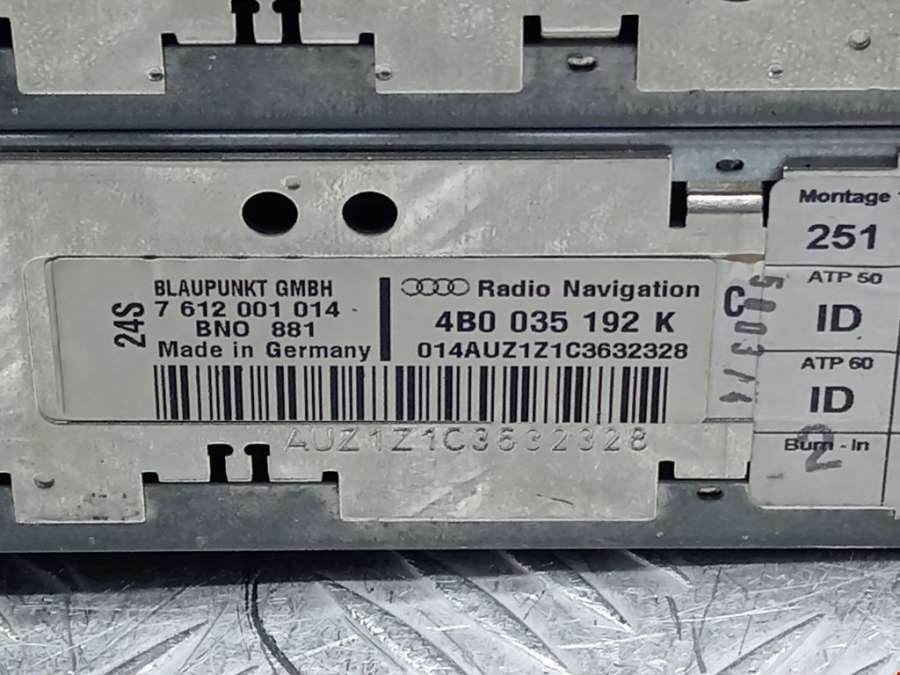 24S
BLAUPUNKT GMBH
7 612 001 014
BNO 881
Made in Germany
Radio Navigation
4B0 035 192 K
014AUZ1Z1C3632328
C
AUZ1Z1C3632328
Montage
251
ATP 50
ID
ATP 60
ID
Burn - In
2